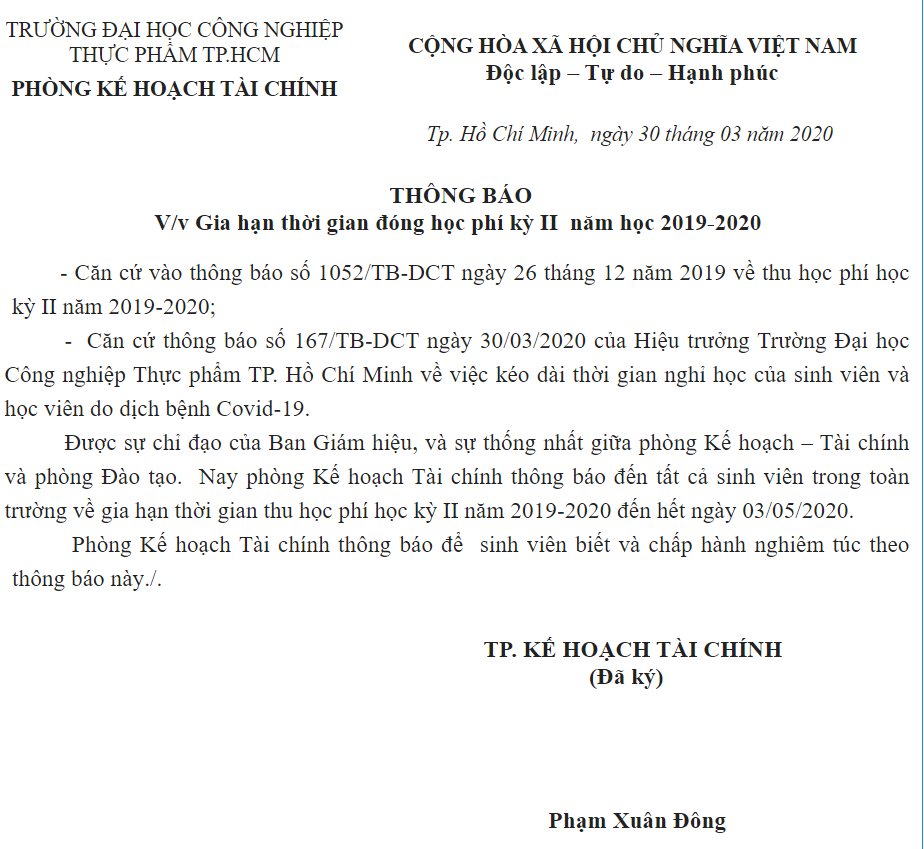 TRƯỜNG ĐẠI HỌC CÔNG NGHIỆP
THỰC PHẨM TP.HCM
PHÒNG KẾ HOẠCH TÀI CHÍNH
CỘNG HÒA XÃ HỘI CHỦ NGHĨA VIỆT NAM
Độc lập – Tự do – Hạnh phúc
Tp. Hồ Chí Minh,  ngày 30 tháng 03 năm 2020
THÔNG BÁO
V/v Gia hạn thời gian đóng học phí kỳ II  năm học 2019-2020
- Căn cứ vào thông báo số 1052/TB-DCT ngày 26 tháng 12 năm 2019 về thu học phí học
kỳ II năm 2019-2020;
-  Căn cứ thông báo số 167/TB-DCT ngày 30/03/2020 của Hiệu trưởng Trường Đại học
Công nghiệp Thực phẩm TP. Hồ Chí Minh về việc kéo dài thời gian nghỉ học của sinh viên và
học viên do dịch bệnh Covid-19.
Được sự chỉ đạo của Ban Giám hiệu, và sự thống nhất giữa phòng Kế hoạch – Tài chính
và phòng Đào tạo.  Nay phòng Kế hoạch Tài chính thông báo đến tất cả sinh viên trong toàn
trường về gia hạn thời gian thu học phí học kỳ II năm 2019-2020 đến hết ngày 03/05/2020.
Phòng Kế hoạch Tài chính thông báo để  sinh viên biết và chấp hành nghiêm túc theo
thông báo này./.
TP. KẾ HOẠCH TÀI CHÍNH
(Đã ký)
Phạm Xuân Đông